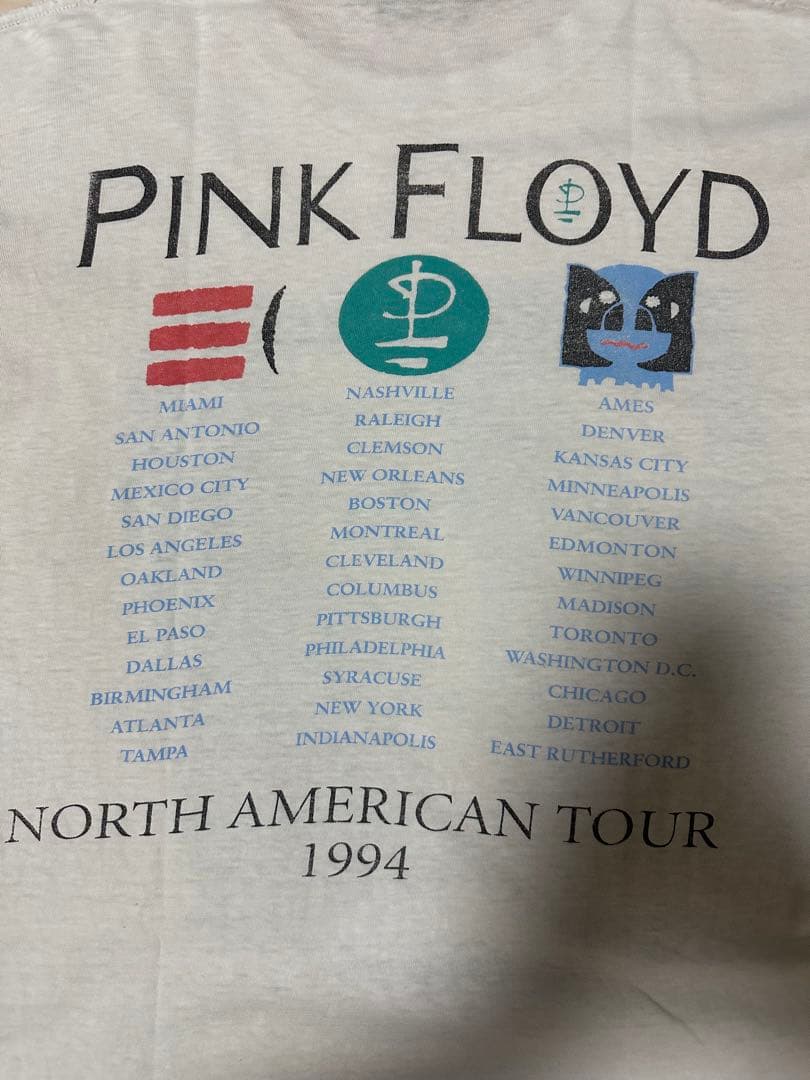 PINK FLOYD
MIAMI
SAN ANTONIO
HOUSTON
MEXICO CITY
SAN DIEGO
LOS ANGELES
OAKLAND
PHOENIX
EL PASO
DALLAS
BIRMINGHAM
ATLANTA
TAMPA
NASHVILLE
RALEIGH
CLEMSON
NEW ORLEANS
BOSTON
MONTREAL
CLEVELAND
COLUMBUS
PITTSBURGH
PHILADELPHIA
SYRACUSE
NEW YORK
INDIANAPOLIS
AMES
DENVER
KANSAS CITY
MINNEAPOLIS
VANCOUVER
EDMONTON
WINNIPEG
MADISON
TORONTO
WASHINGTON D.C.
CHICAGO
DETROIT
EAST RUTHERFORD
NORTH AMERICAN TOUR
1994